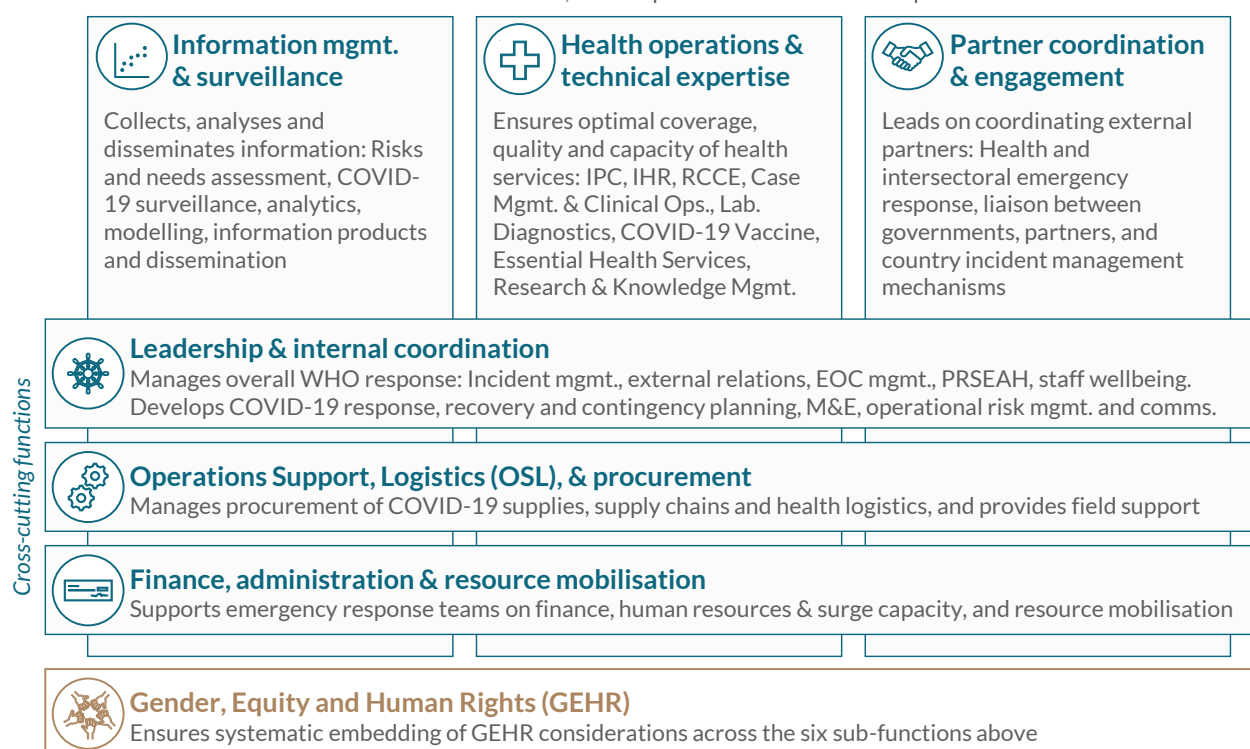 Information mgmt.
& surveillance
Collects, analyses and
disseminates information: Risks
and needs assessment, COVID-
19 surveillance, analytics,
modelling, information products
and dissemination
Health operations &
technical expertise
Ensures optimal coverage,
quality and capacity of health
services: IPC, IHR, RCCE, Case
Mgmt. & Clinical Ops., Lab.
Diagnostics, COVID-19 Vaccine,
Essential Health Services,
Research & Knowledge Mgmt.
Partner coordination
& engagement
Leads on coordinating external
partners: Health and
intersectoral emergency
response, liaison between
governments, partners, and
country incident management
mechanisms
Cross-cutting functions
Leadership & internal coordination
Manages overall WHO response: Incident mgmt., external relations, EOC mgmt., PRSEAH, staff wellbeing.
Develops COVID-19 response, recovery and contingency planning, M&E, operational risk mgmt. and comms.
Operations Support, Logistics (OSL), & procurement
Manages procurement of COVID-19 supplies, supply chains and health logistics, and provides field support
Finance, administration & resource mobilisation
Supports emergency response teams on finance, human resources & surge capacity, and resource mobilisation
Gender, Equity and Human Rights (GEHR)
Ensures systematic embedding of GEHR considerations across the six sub-functions above